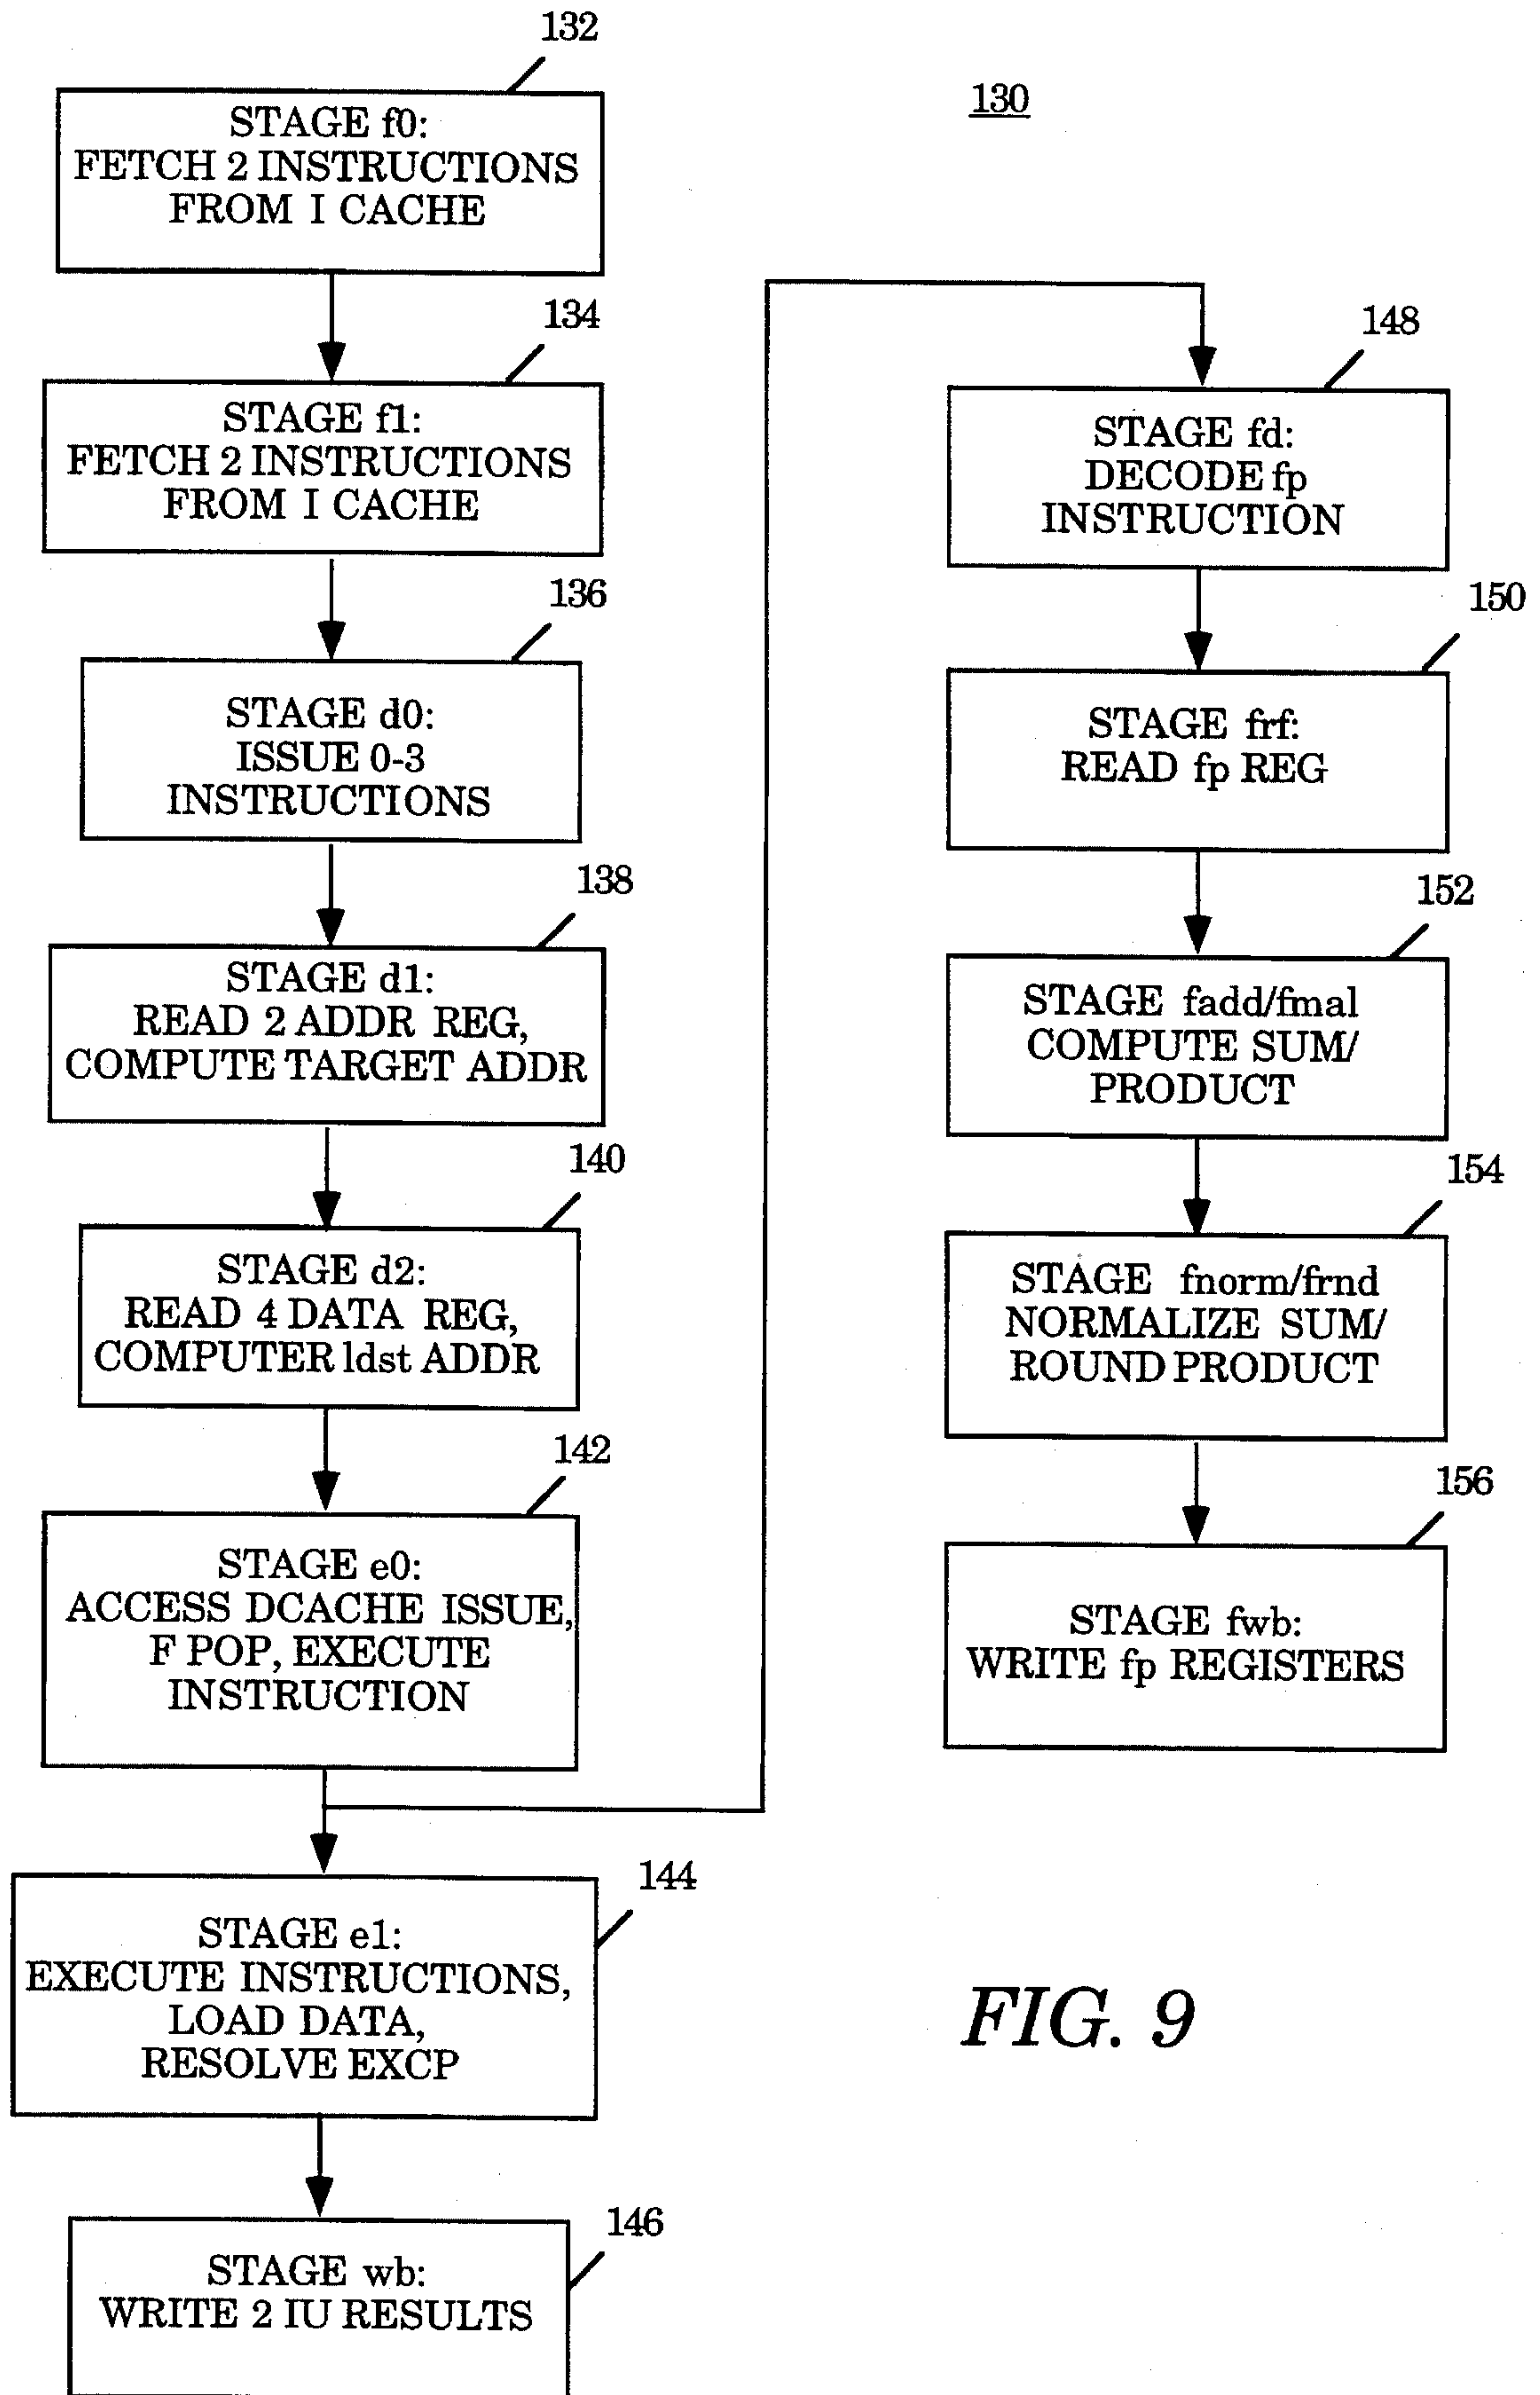 132
STAGE f0:
FETCH 2 INSTRUCTIONS
FROM I CACHE
134
STAGE f1:
FETCH 2 INSTRUCTIONS
FROM I CACHE
136
STAGE d0:
ISSUE 0-3
INSTRUCTIONS
138
STAGE d1:
READ 2 ADDR REG,
COMPUTE TARGET ADDR
140
STAGE d2:
READ 4 DATA REG,
COMPUTER ldst ADDR
142
STAGE e0:
ACCESS DCACHE ISSUE,
F POP, EXECUTE
INSTRUCTION
144
STAGE e1:
EXECUTE INSTRUCTIONS,
LOAD DATA,
RESOLVE EXCP
146
STAGE wb:
WRITE 2 IU RESULTS
130
148
STAGE fd:
DECODE fp
INSTRUCTION
150
STAGE frf:
READ fp REG
152
STAGE fadd/fmal
COMPUTE SUM/
PRODUCT
154
STAGE fnorm/frnd
NORMALIZE SUM/
ROUND PRODUCT
156
STAGE fwb:
WRITE fp REGISTERS
FIG. 9